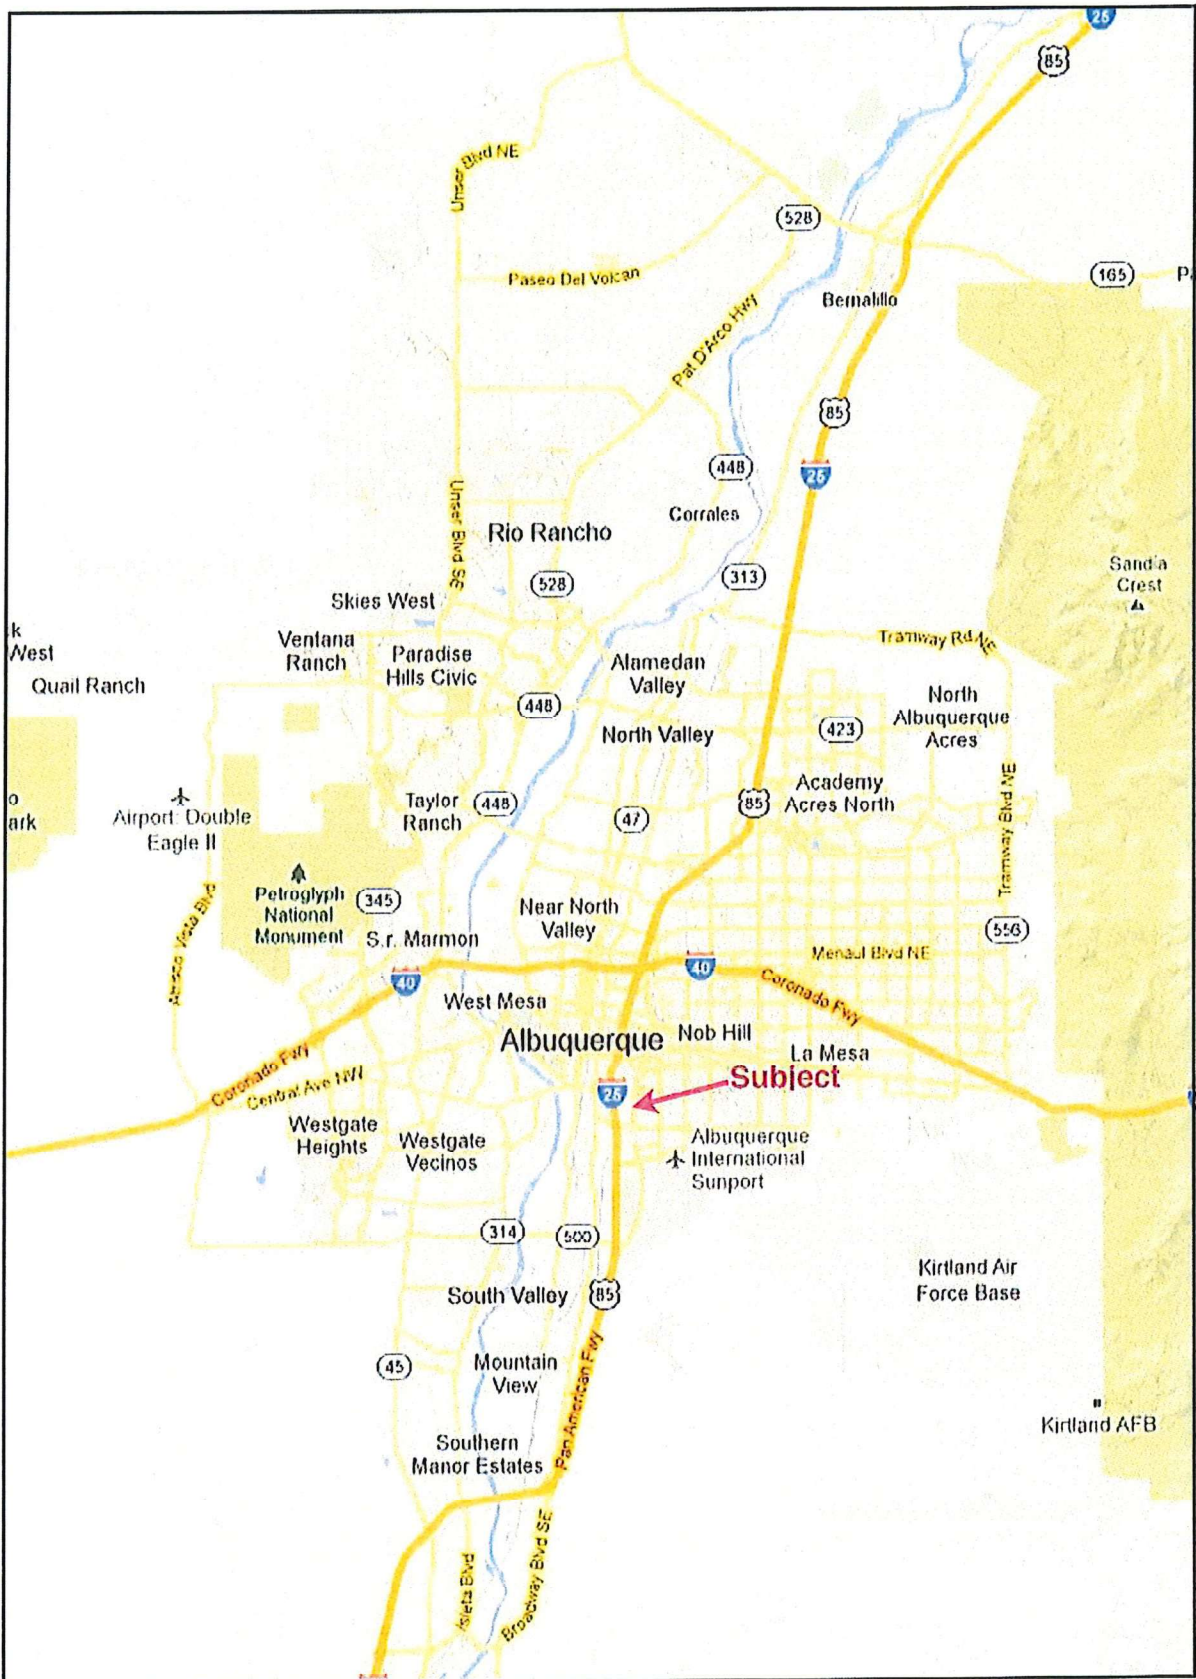 25
85
Unser Blvd NE
528
165
Paseo Del Volcan
Bernalillo
Pat D'Arco Hwy
85
448
25
Unser Blvd SE
Corrales
Rio Rancho
528
313
Sandia
Crest
Skies West
k
West
Ventana
Ranch
Paradise
Hills Civic
Tramway Rd NE
Alamedan
Valley
Quail Ranch
448
North
Albuquerque
Acres
423
North Valley
Academy
Acres North
Tramway Blvd NE
o
ark
Airport: Double
Eagle II
Taylor
Ranch
448
47
85
Petroglyph
National
Monument
345
Near North
Valley
556
Atrisco Vista Blvd
S.r. Marmon
Menaul Blvd NE
40
40
Coronado Fwy
West Mesa
Albuquerque
Nob Hill
La Mesa
Coronado Fwy
Central Ave NW
Subject
25
Westgate
Heights
Westgate
Vecinos
Albuquerque
International
Sunport
314
500
South Valley
85
Kirtland Air
Force Base
45
Mountain
View
Pan American Fwy
Kirtland AFB
Southern
Manor Estates
Isleta Blvd
Broadway Blvd SE